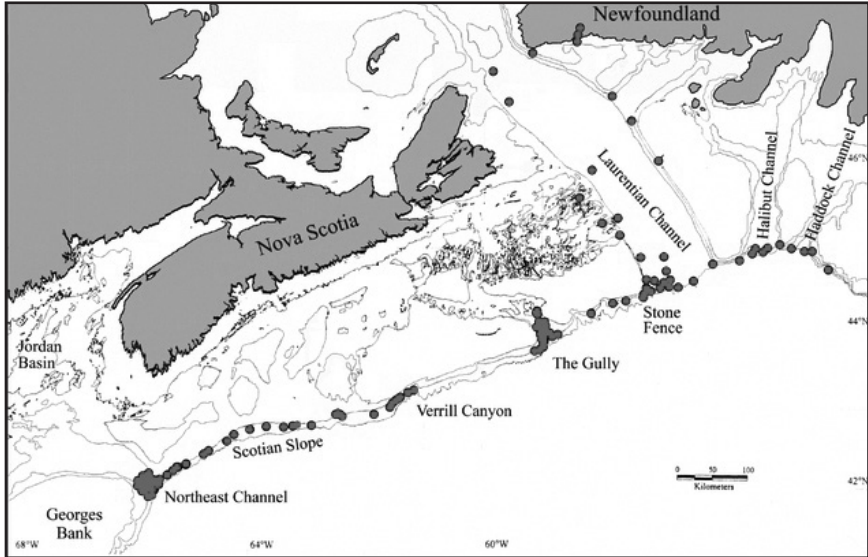 Newfoundland
46°N
Laurentian Channel
Halibut Channel
Haddock Channel
Nova Scotia
44°N
Jordan
Basin
Stone
Fence
The Gully
Verrill Canyon
Scotian Slope
0 50 100
Kilometers
42°N
Northeast Channel
Georges
Bank
68°W
64°W
60°W